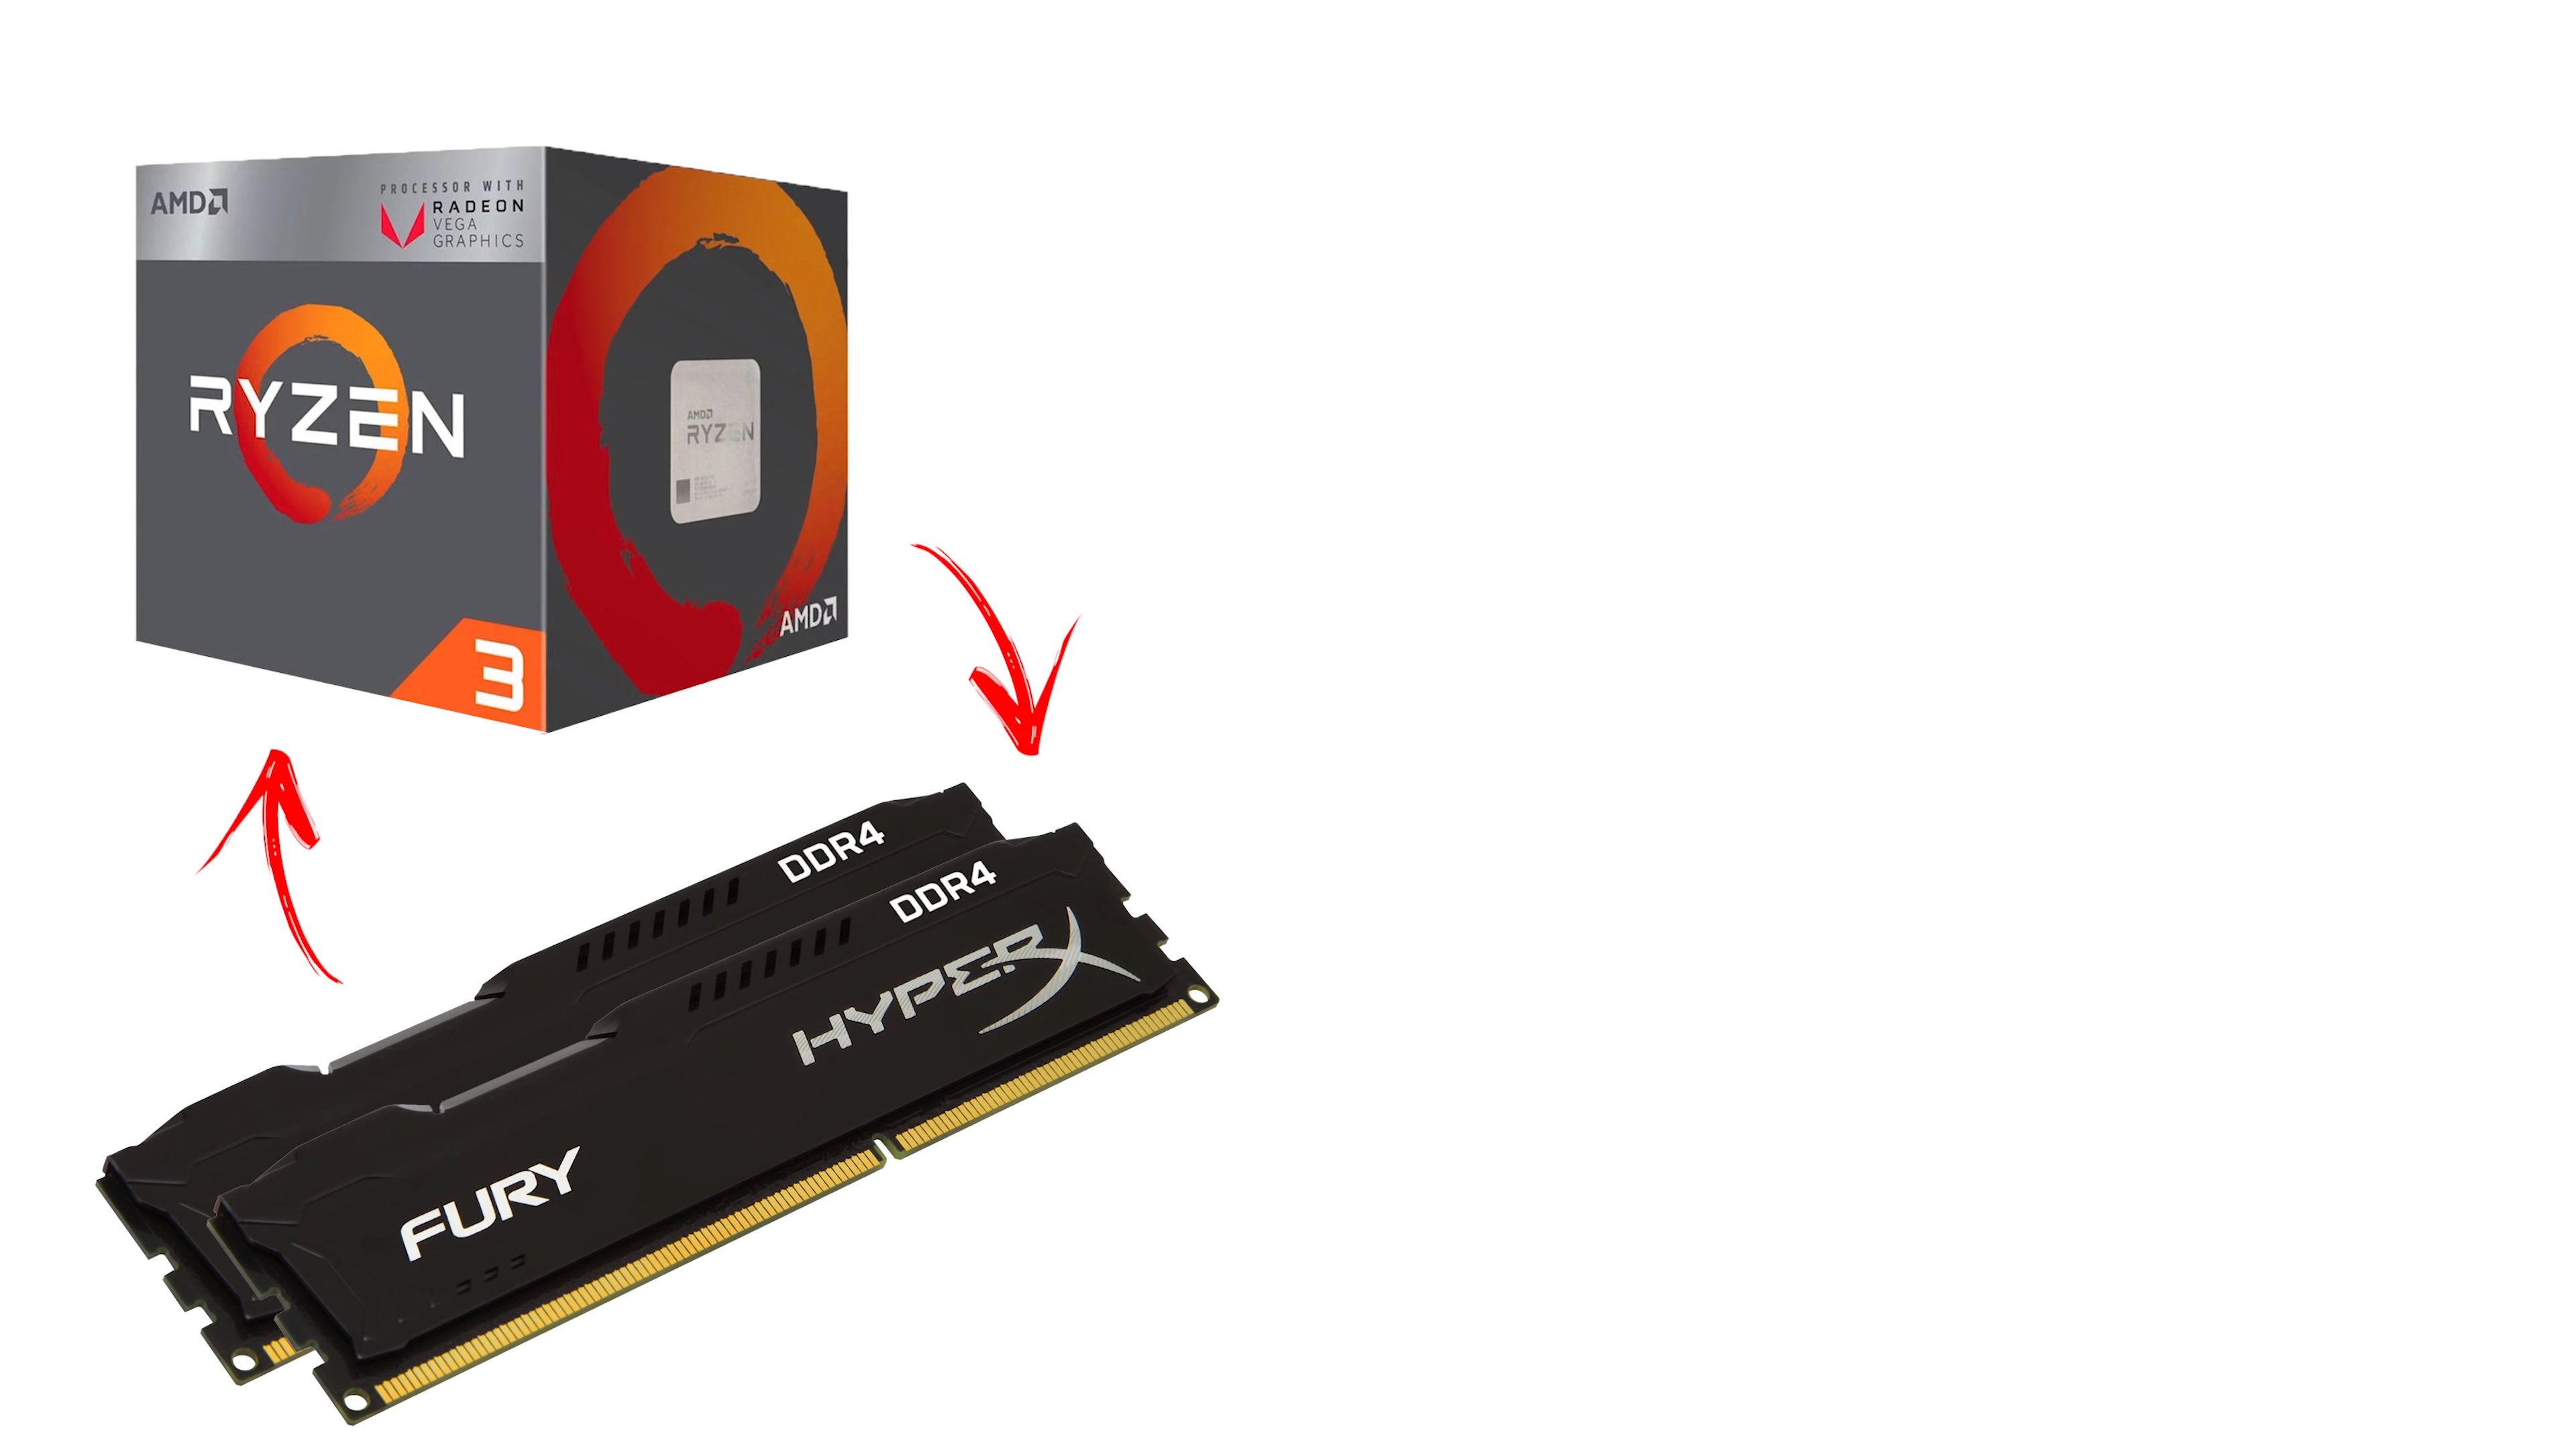 AMD
PROCESSOR WITH
RADEON
VEGA
GRAPHICS
RYZEN
3
AMD
RYZEN
AMD
DDR4
DDR4
HYPERX
FURY